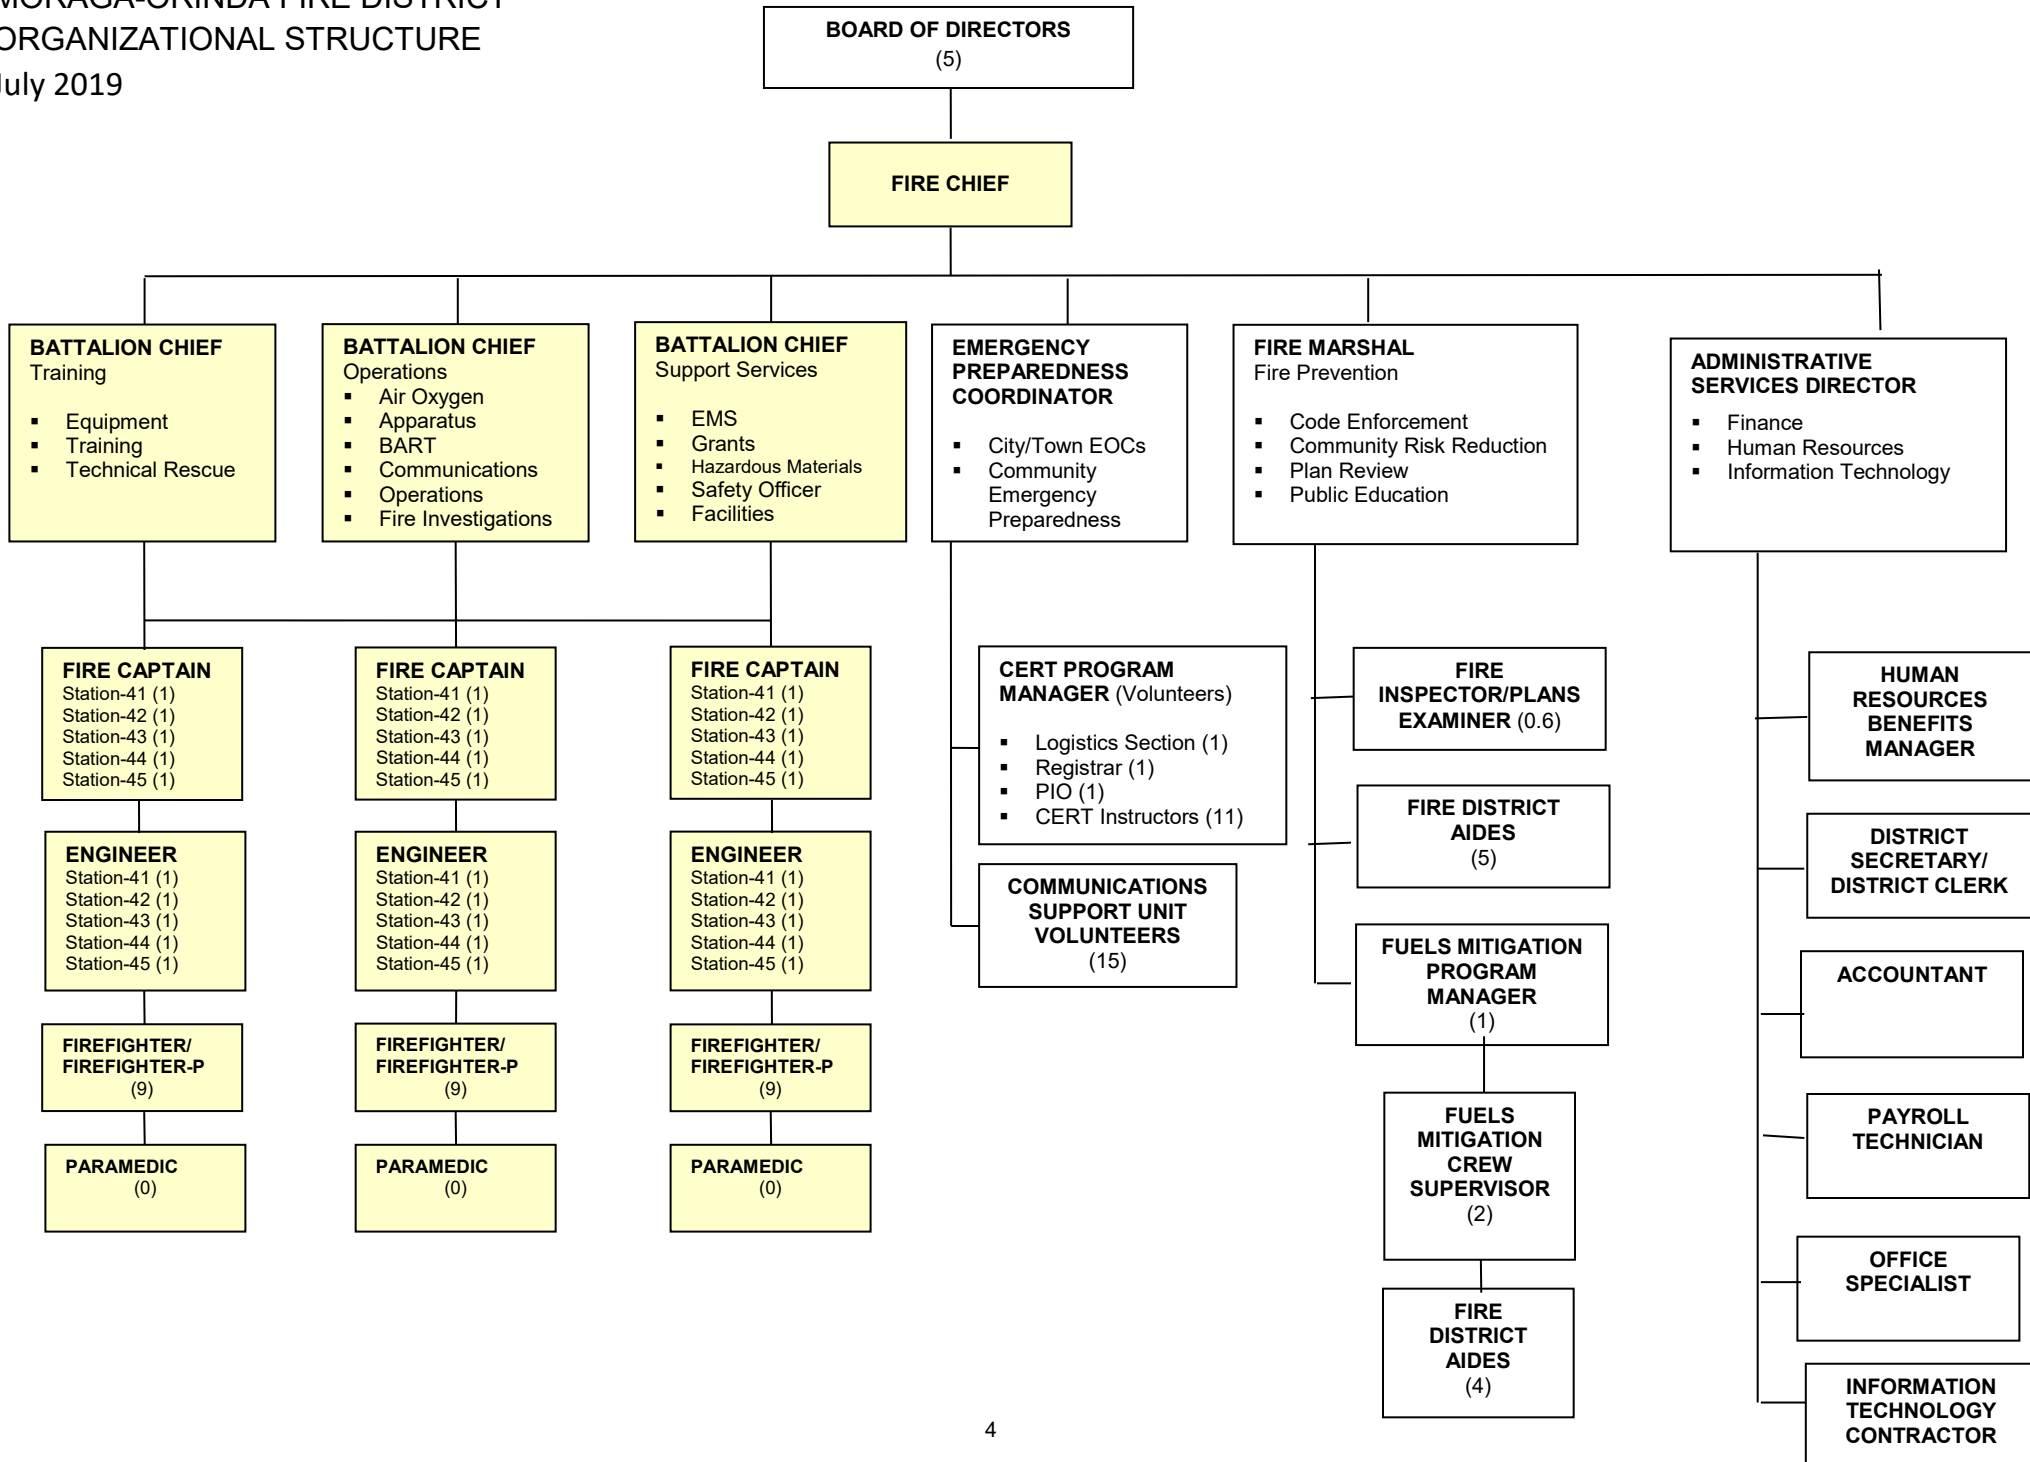 MORAGA-ORINDA FIRE DISTRICT
ORGANIZATIONAL STRUCTURE
July 2019
BOARD OF DIRECTORS
(5)
FIRE CHIEF
BATTALION CHIEF
Training
▪ Equipment
▪ Training
▪ Technical Rescue
BATTALION CHIEF
Operations
▪ Air Oxygen
▪ Apparatus
▪ BART
▪ Communications
▪ Operations
▪ Fire Investigations
BATTALION CHIEF
Support Services
▪ EMS
▪ Grants
▪ Hazardous Materials
▪ Safety Officer
▪ Facilities
EMERGENCY
PREPAREDNESS
COORDINATOR
▪ City/Town EOCs
▪ Community
Emergency
Preparedness
FIRE MARSHAL
Fire Prevention
▪ Code Enforcement
▪ Community Risk Reduction
▪ Plan Review
▪ Public Education
ADMINISTRATIVE
SERVICES DIRECTOR
▪ Finance
▪ Human Resources
▪ Information Technology
FIRE CAPTAIN
Station-41 (1)
Station-42 (1)
Station-43 (1)
Station-44 (1)
Station-45 (1)
FIRE CAPTAIN
Station-41 (1)
Station-42 (1)
Station-43 (1)
Station-44 (1)
Station-45 (1)
FIRE CAPTAIN
Station-41 (1)
Station-42 (1)
Station-43 (1)
Station-44 (1)
Station-45 (1)
ENGINEER
Station-41 (1)
Station-42 (1)
Station-43 (1)
Station-44 (1)
Station-45 (1)
ENGINEER
Station-41 (1)
Station-42 (1)
Station-43 (1)
Station-44 (1)
Station-45 (1)
ENGINEER
Station-41 (1)
Station-42 (1)
Station-43 (1)
Station-44 (1)
Station-45 (1)
FIREFIGHTER/
FIREFIGHTER-P
(9)
FIREFIGHTER/
FIREFIGHTER-P
(9)
FIREFIGHTER/
FIREFIGHTER-P
(9)
PARAMEDIC
(0)
PARAMEDIC
(0)
PARAMEDIC
(0)
CERT PROGRAM
MANAGER (Volunteers)
▪ Logistics Section (1)
▪ Registrar (1)
▪ PIO (1)
▪ CERT Instructors (11)
COMMUNICATIONS
SUPPORT UNIT
VOLUNTEERS
(15)
FIRE
INSPECTOR/PLANS
EXAMINER (0.6)
FIRE DISTRICT
AIDES
(5)
FUELS MITIGATION
PROGRAM
MANAGER
(1)
FUELS
MITIGATION
CREW
SUPERVISOR
(2)
FIRE
DISTRICT
AIDES
(4)
HUMAN
RESOURCES
BENEFITS
MANAGER
DISTRICT
SECRETARY/
DISTRICT CLERK
ACCOUNTANT
PAYROLL
TECHNICIAN
OFFICE
SPECIALIST
INFORMATION
TECHNOLOGY
CONTRACTOR
4